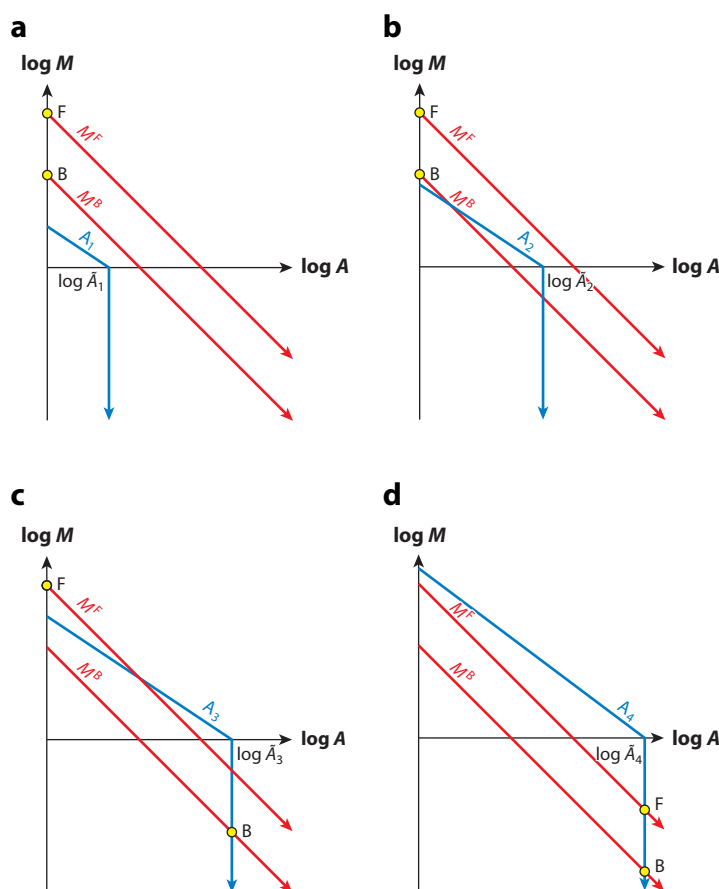 a
log M
F
M^F
B
M^B
A₁
log A
log Ã₁
b
log M
F
M^F
B
M^B
A₂
log A
log Ã₂
c
log M
F
M^F
M^B
A₃
log A
log Ã₃
B
d
log M
M^F
M^B
A₄
log A
log Ã₄
F
B